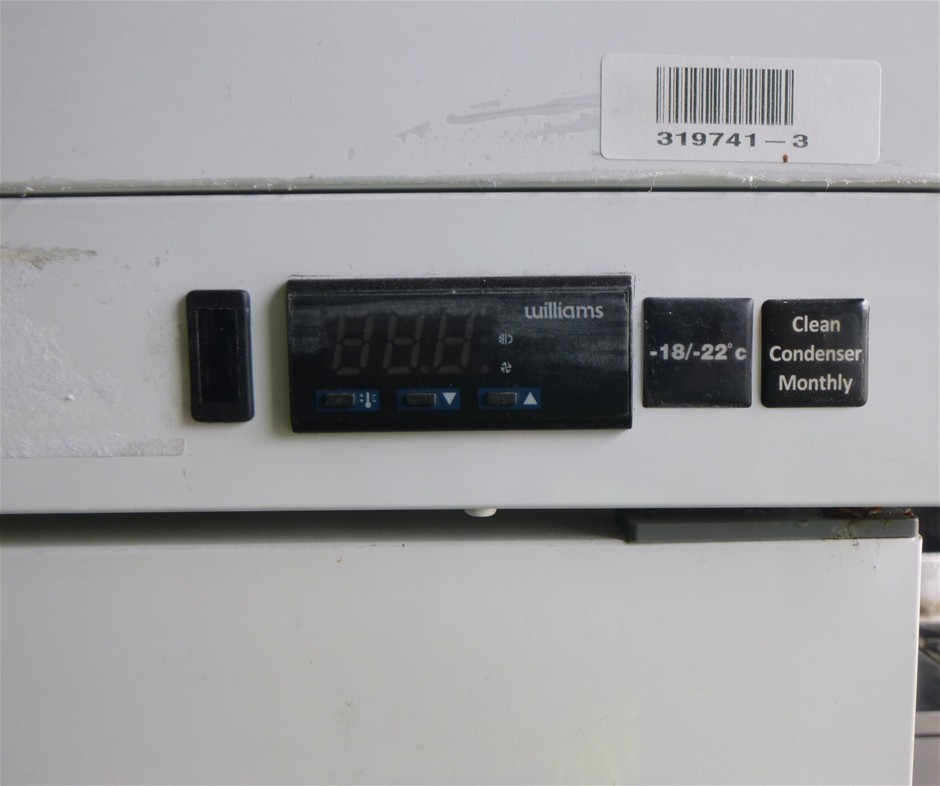 319741-3
williams
-18/-22°c
Clean
Condenser
Monthly